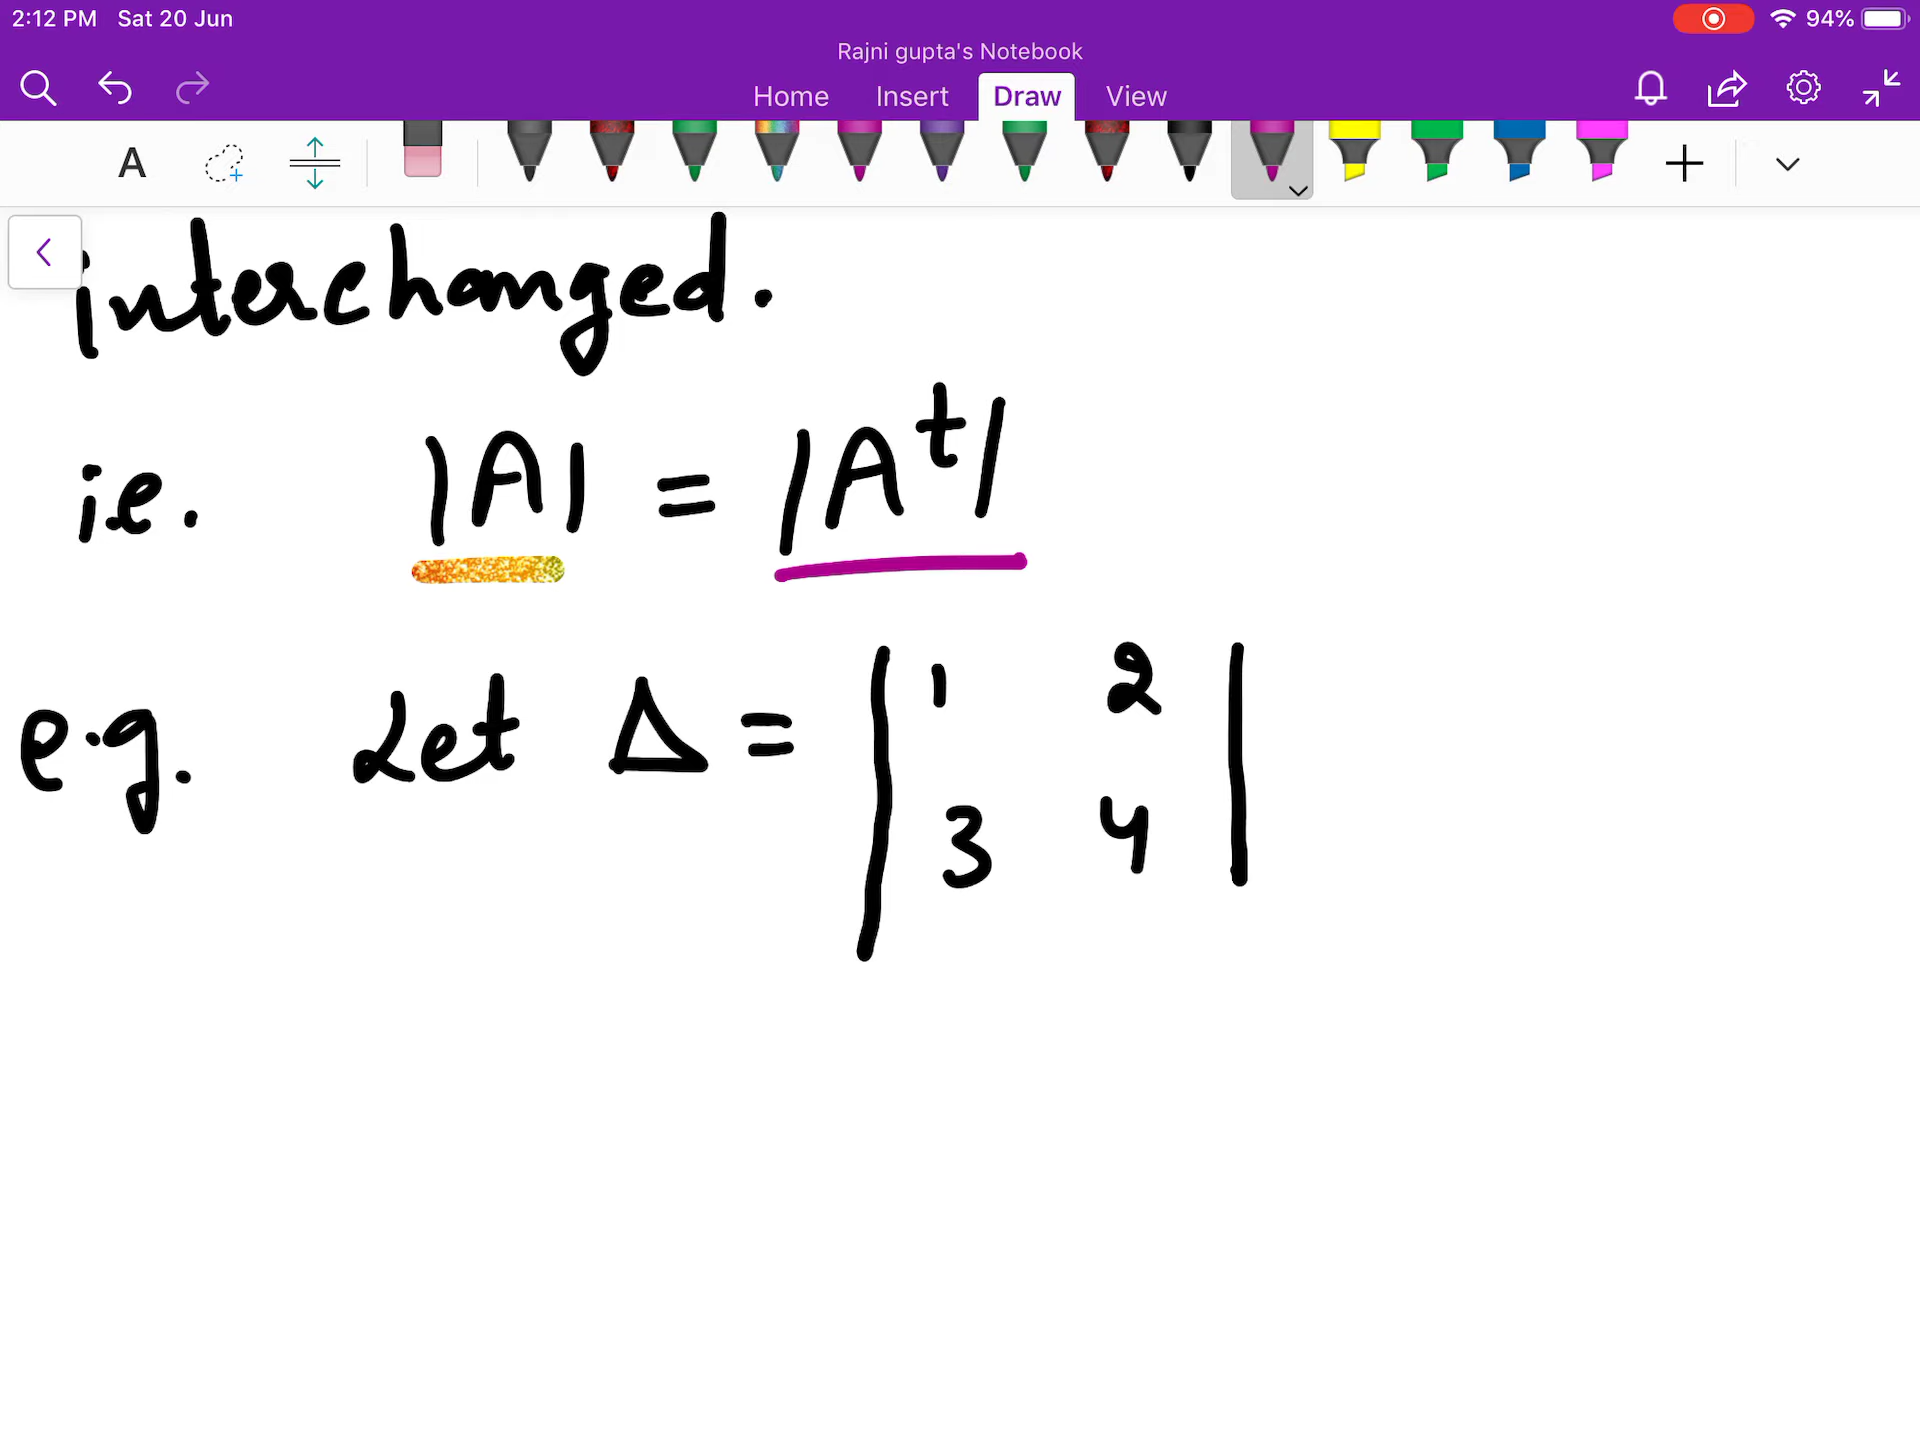 2:12 PM Sat 20 Jun 94%
Rajni gupta's Notebook
Home Insert Draw View
A
interchanged.
ie. |A| = |Aᵗ|
e.g. Let Δ = | 1 2 |
3 4